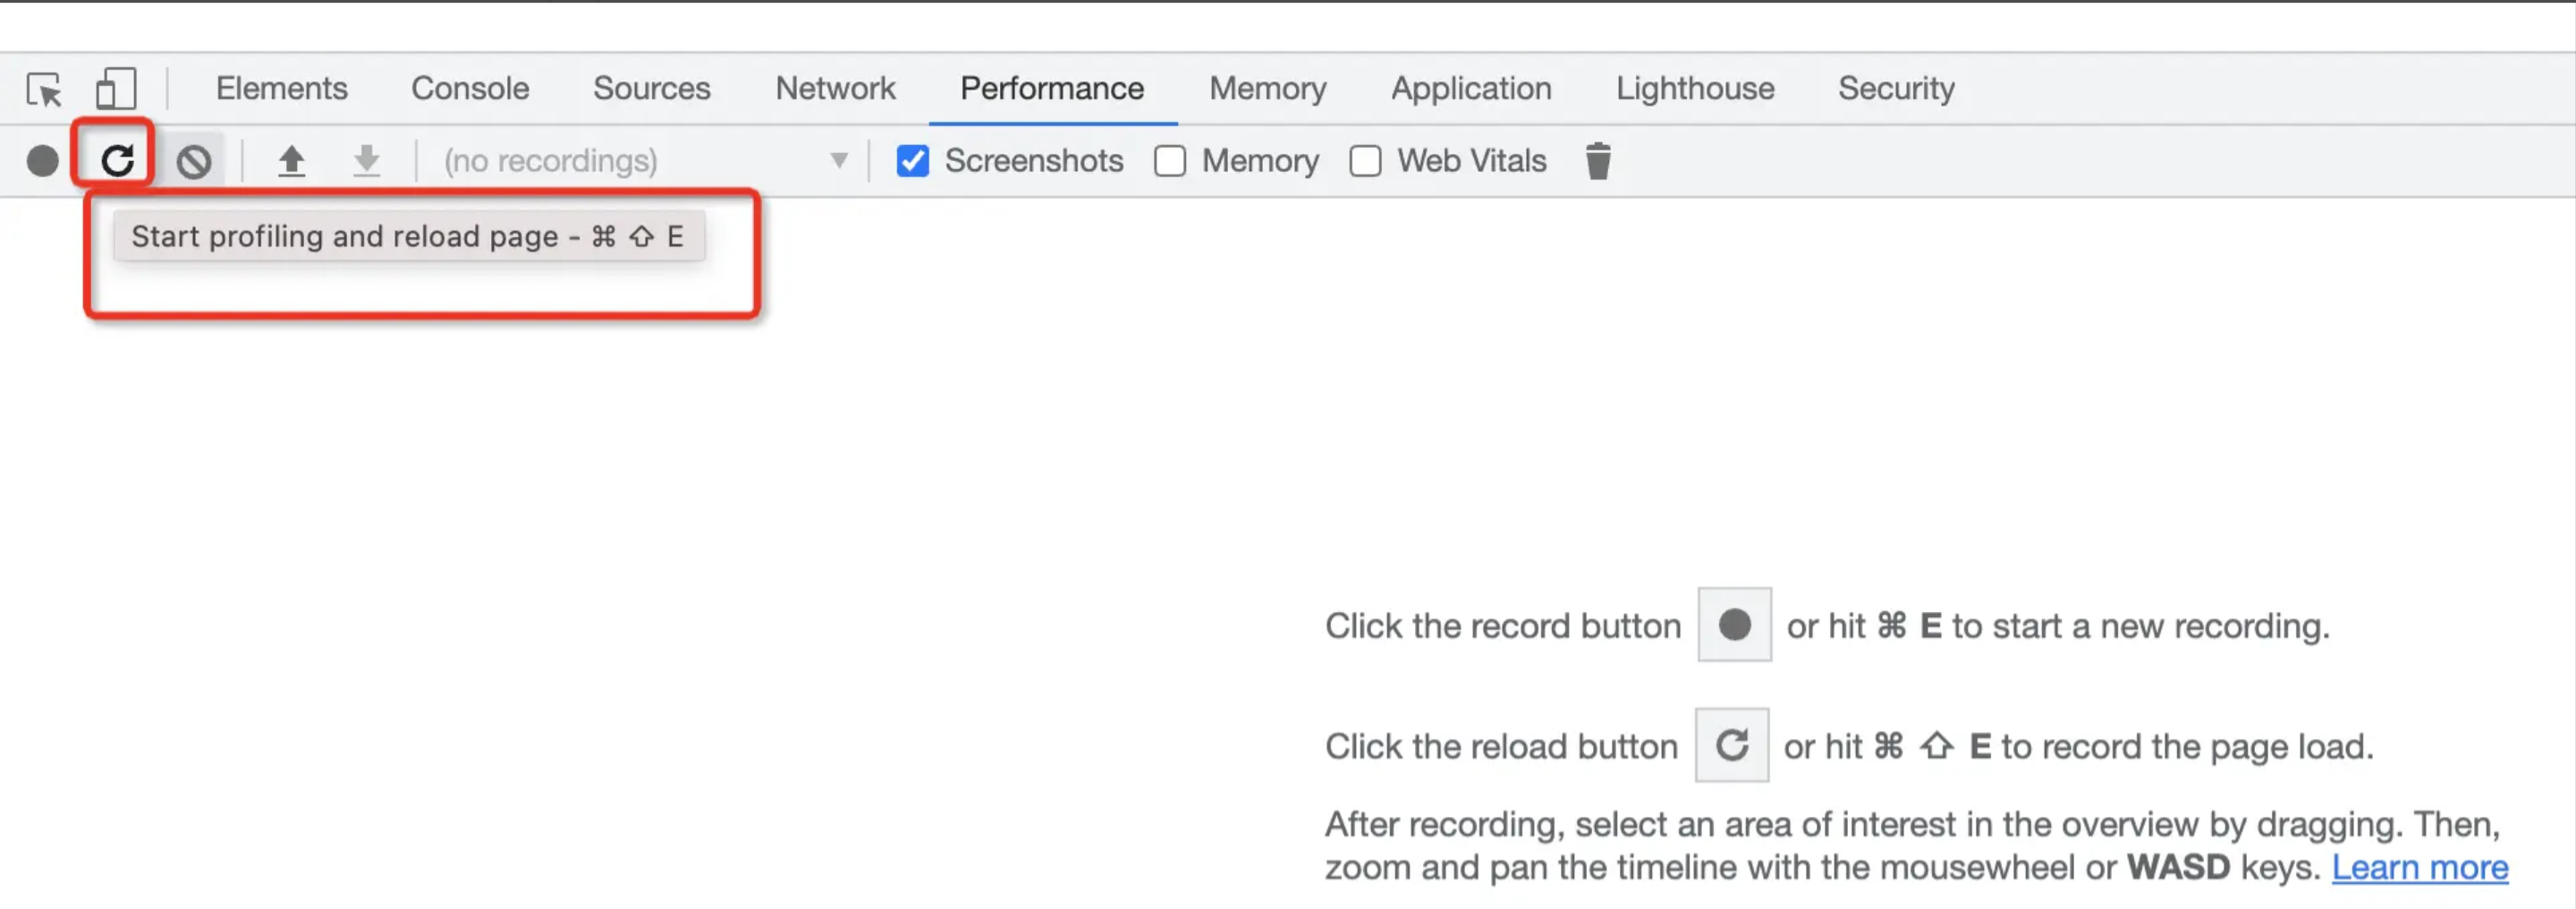 Elements Console Sources Network Performance Memory Application Lighthouse Security
(no recordings) Screenshots Memory Web Vitals
Start profiling and reload page - ⌘ ⇧ E
Click the record button or hit ⌘ E to start a new recording.
Click the reload button or hit ⌘ ⇧ E to record the page load.
After recording, select an area of interest in the overview by dragging. Then,
zoom and pan the timeline with the mousewheel or WASD keys. Learn more